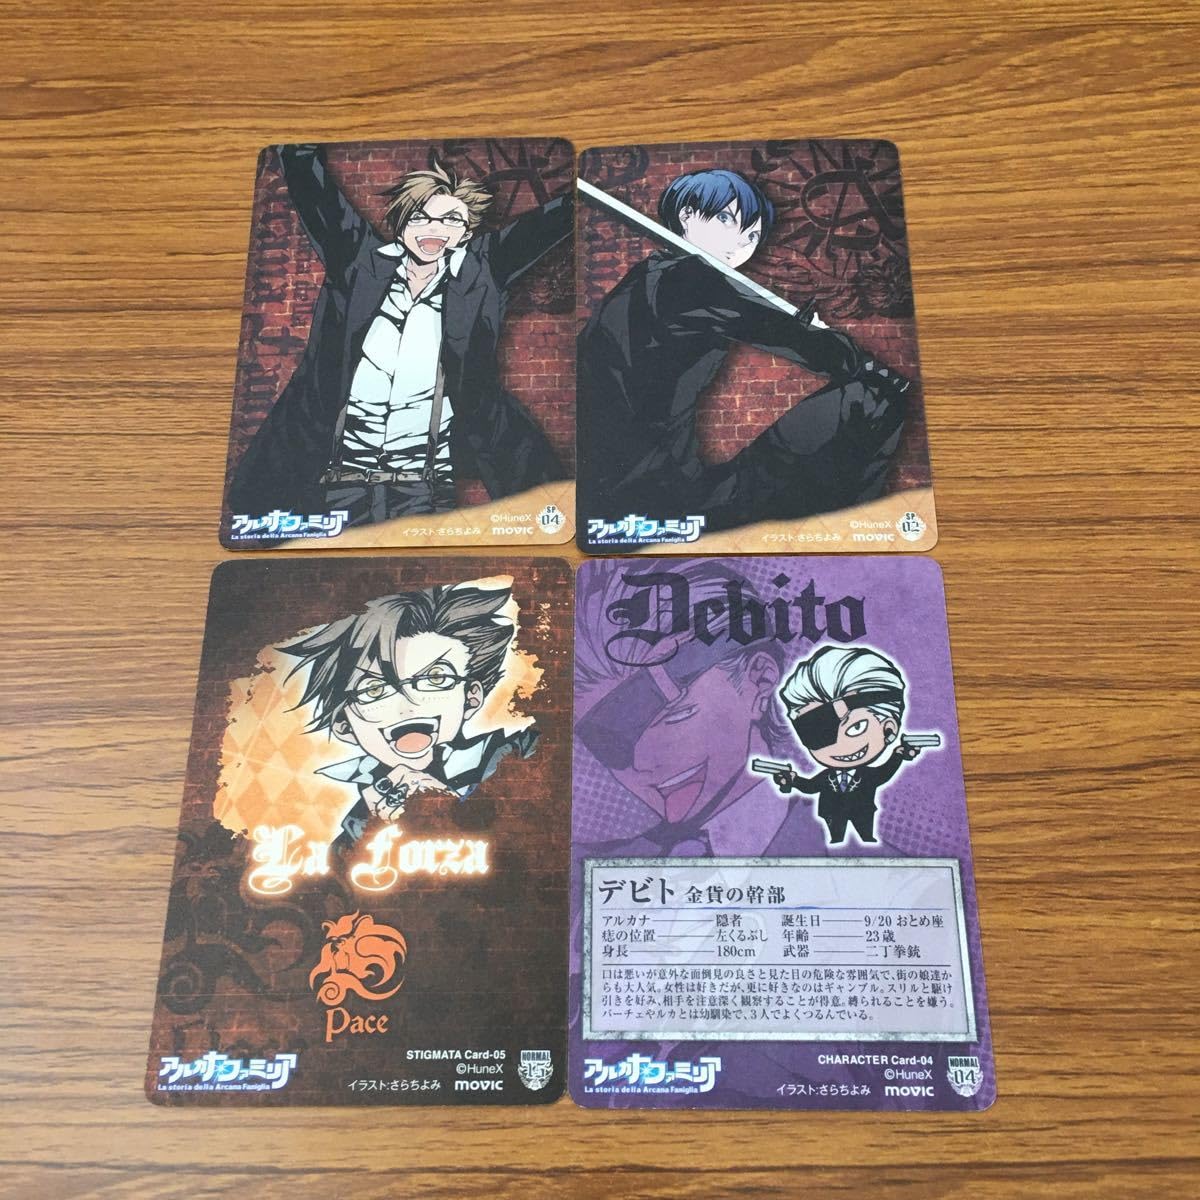 アルカナ・ファミリア
La storia della Arcana Famiglia
©HuneX
イラスト:さらちよみ movic
SP
04
アルカナ・ファミリア
La storia della Arcana Famiglia
©HuneX
イラスト:さらちよみ movic
SP
02
La Forza
Pace
STIGMATA Card-05
©HuneX
アルカナ・ファミリア
La storia della Arcana Famiglia
イラスト:さらちよみ movic
NORMAL
15
Debito
デビト 金貨の幹部
アルカナ 隠者 誕生日 9/20 おとめ座
痣の位置 左くるぶし 年齢 23歳
身長 180cm 武器 二丁拳銃
口は悪いが意外な面倒見の良さと見た目の危険な雰囲気で、街の娘達か
らも大人気。女性は好きだが、更に好きなのはギャンブル。スリルと駆け
引きを好み、相手を注意深く観察することが得意。縛られることを嫌う。
パーチェやルカとは幼馴染で、3人でよくつるんでいる。
CHARACTER Card-04
©HuneX
アルカナ・ファミリア
La storia della Arcana Famiglia
イラスト:さらちよみ movic
NORMAL
04